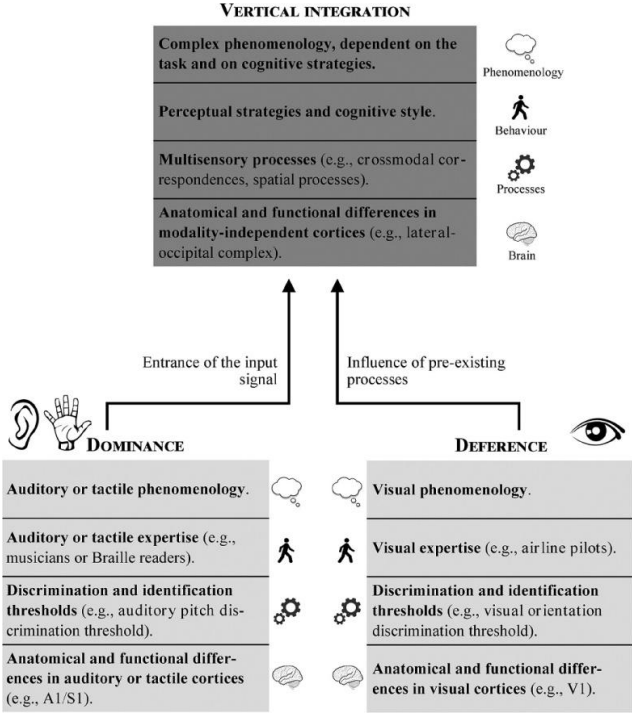 VERTICAL INTEGRATION
Complex phenomenology, dependent on the
task and on cognitive strategies.
Phenomenology
Perceptual strategies and cognitive style.
Behaviour
Multisensory processes (e.g., crossmodal cor-
respondences, spatial processes).
Processes
Anatomical and functional differences in
modality-independent cortices (e.g., lateral-
occipital complex).
Brain
Entrance of the input
signal
Influence of pre-existing
processes
DOMINANCE
Auditory or tactile phenomenology.
Auditory or tactile expertise (e.g.,
musicians or Braille readers).
Discrimination and identification
thresholds (e.g., auditory pitch dis-
crimination threshold).
Anatomical and functional differ-
ences in auditory or tactile cortices
(e.g., A1/S1).
DEFERENCE
Visual phenomenology.
Visual expertise (e.g., airline pilots).
Discrimination and identification
thresholds (e.g., visual orientation
discrimination threshold).
Anatomical and functional differ-
ences in visual cortices (e.g., V1).